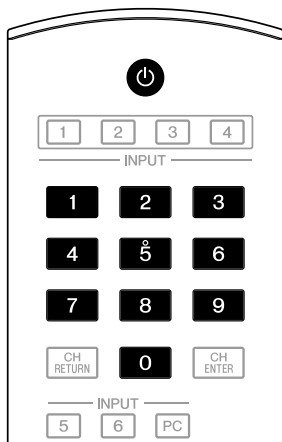 1 2 3 4
INPUT
1 2 3
4 5 6
7 8 9
CH RETURN 0 CH ENTER
INPUT
5 6 PC